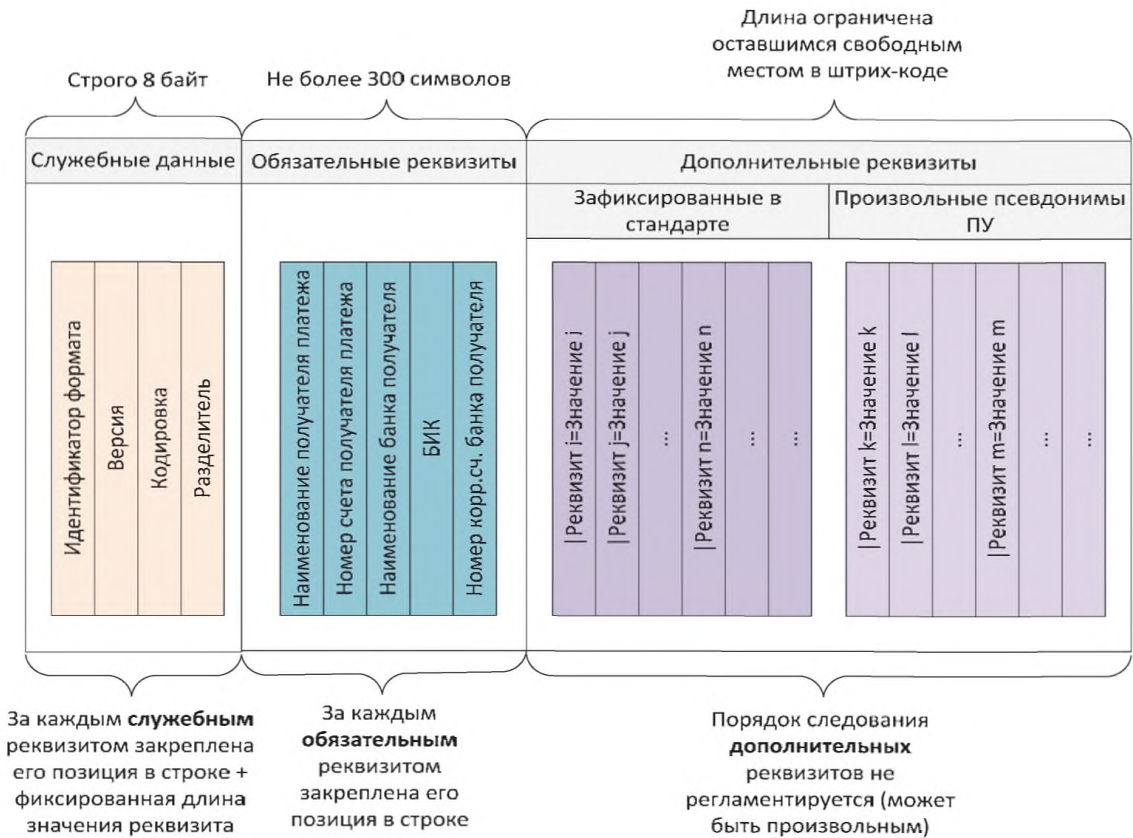 Длина ограничена
оставшимся свободным
местом в штрих-коде
Строго 8 байт
Не более 300 символов
Служебные данные
Обязательные реквизиты
Дополнительные реквизиты
Зафиксированные в
стандарте
Произвольные псевдонимы
ПУ
Идентификатор формата
Версия
Кодировка
Разделитель
Наименование получателя платежа
Номер счета получателя платежа
Наименование банка получателя
БИК
Номер корр.сч. банка получателя
|Реквизит i=Значение i
|Реквизит j=Значение j
...
|Реквизит n=Значение n
...
...
|Реквизит k=Значение k
|Реквизит l=Значение l
...
|Реквизит m=Значение m
...
...
За каждым служебным
реквизитом закреплена
его позиция в строке +
фиксированная длина
значения реквизита
За каждым
обязательным
реквизитом
закреплена его
позиция в строке
Порядок следования
дополнительных
реквизитов не
регламентируется (может
быть произвольным)